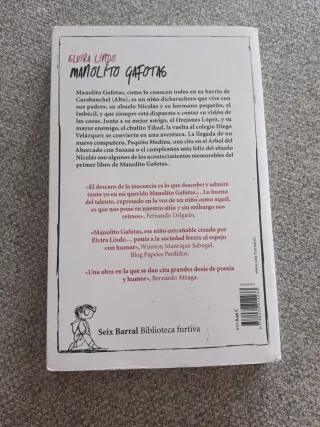 ELVIRA LINDO
MANOLITO GAFOTAS
Manolito Gafotas, como lo conocen todos en su barrio de
Carabanchel (Alto), es un niño dicharachero que vive con
sus padres, su abuelo Nicolás y su hermano pequeño, el
Imbécil, y que siempre está dispuesto a contar su visión de
las cosas. Junto a su mejor amigo, el Orejones López, y su
mayor enemigo, el chulito Yihad, la vuelta al colegio Diego
Velázquez se convierte en una aventura. La llegada de un
nuevo compañero, Paquito Medina, una cita en el Árbol del
Ahorcado con Susana o el cumpleaños más feliz del abuelo
Nicolás son algunos de los acontecimientos memorables del
primer libro de Manolito Gafotas.
«El descaro de la inocencia es lo que descubrí y admiré
tanto yo en mi querido Manolito Gafotas... Lo bueno
del talento, expresado en la voz de un niño como aquil,
es que nos pone en nuestro sitio y sin embargo nos
reímos», Fernando Delgado.
«Manolito Gafotas, ese niño entrañable creado por
Elvira Lindo... ponía a la sociedad frente al espejo
con humor», Winston Manrique Sabogal,
Blog Papeles Perdidos.
«Una obra en la que se dan cita grandes dosis de poesía
y humor», Bernardo Atxaga.
Seix Barral Biblioteca furtiva